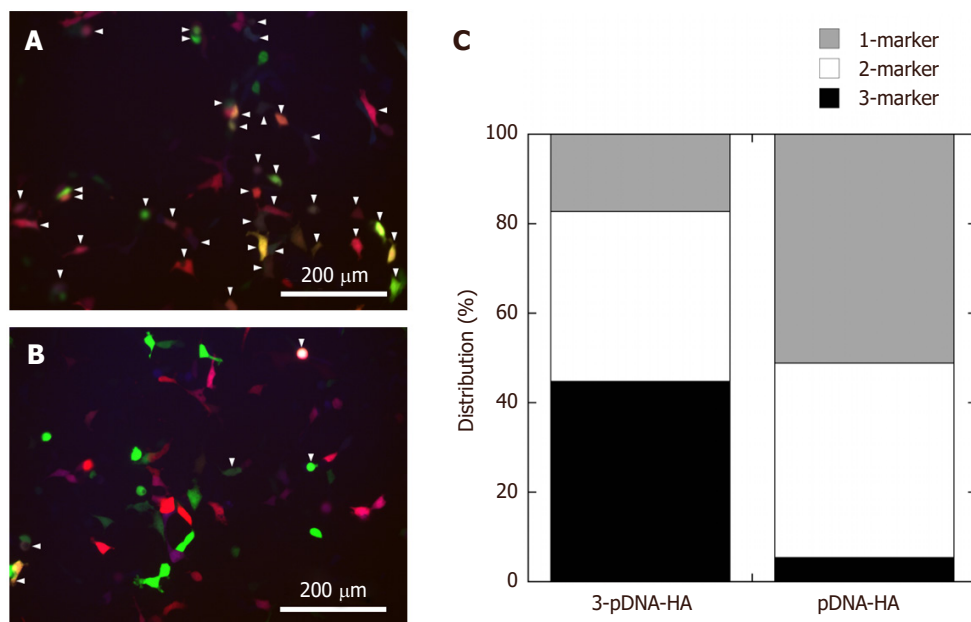 A
200 μm
B
200 μm
C
1-marker
2-marker
3-marker
Distribution (%)
100
80
60
40
20
0
3-pDNA-HA
pDNA-HA